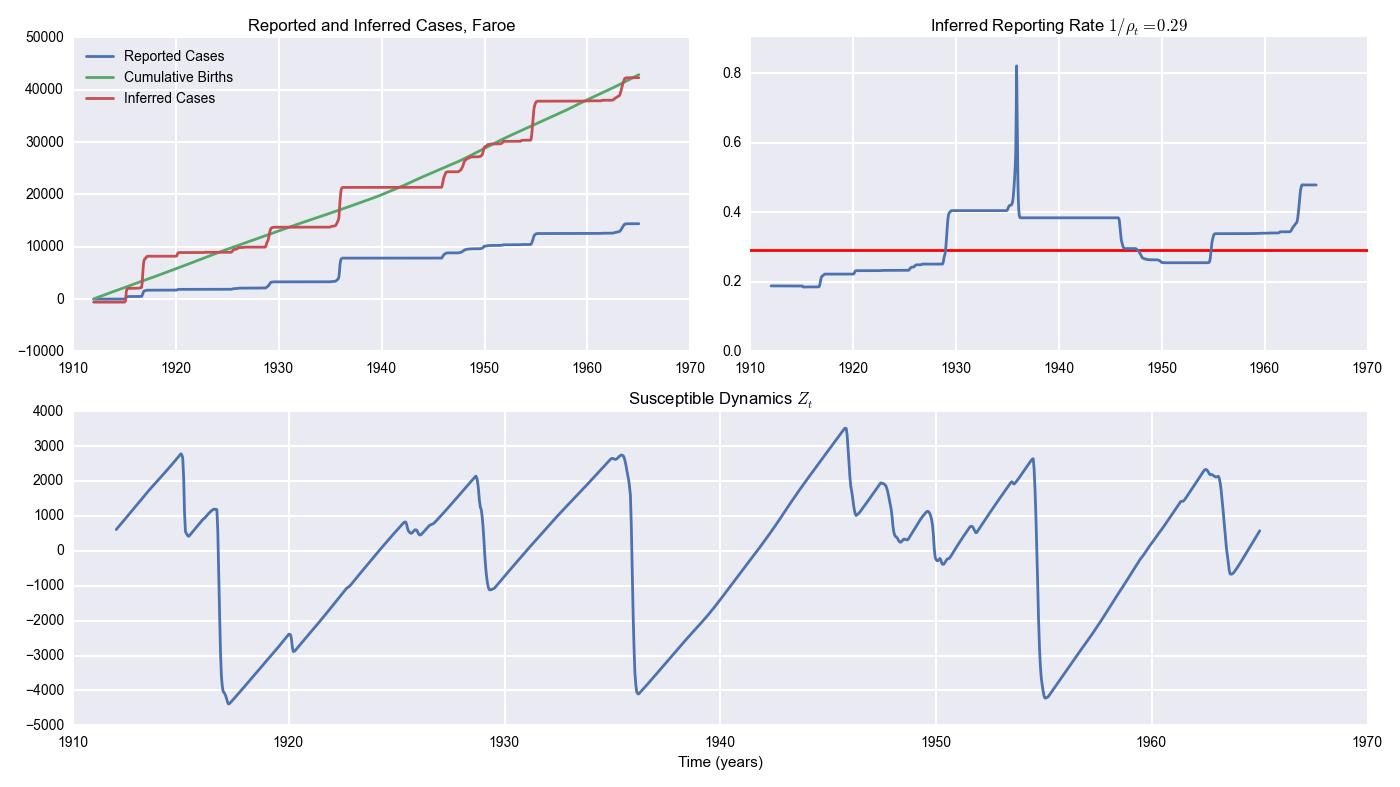 Reported and Inferred Cases, Faroe
50000
40000
30000
20000
10000
0
−10000
Reported Cases
Cumulative Births
Inferred Cases
1910 1920 1930 1940 1950 1960 1970
Inferred Reporting Rate 1/ρt =0.29
0.8
0.6
0.4
0.2
0.0
1910 1920 1930 1940 1950 1960 1970
Susceptible Dynamics Zt
4000
3000
2000
1000
0
−1000
−2000
−3000
−4000
−5000
1910 1920 1930 1940 1950 1960 1970
Time (years)